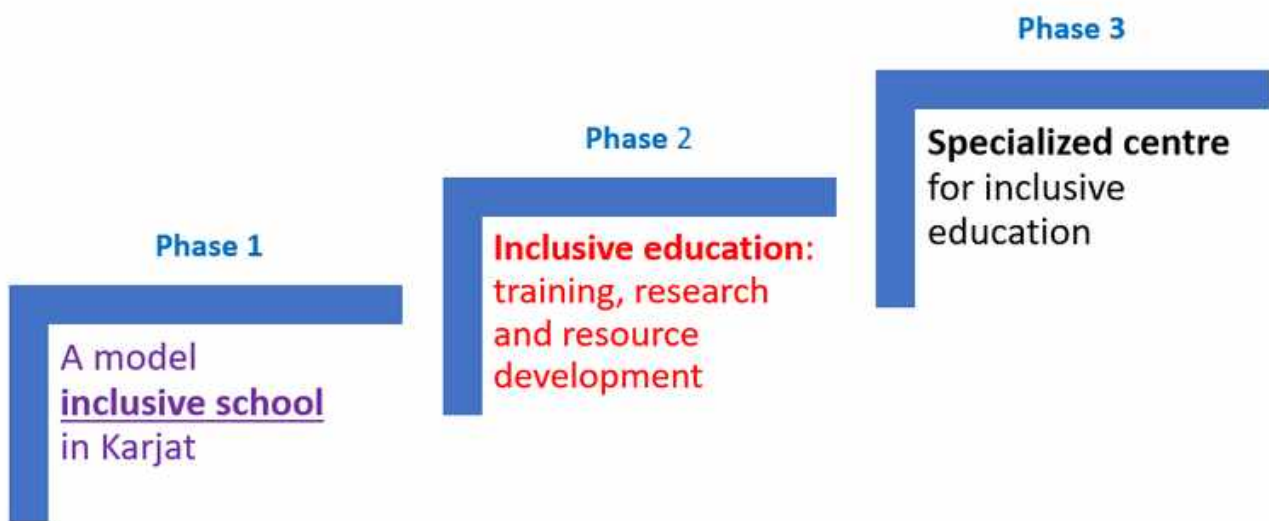 Phase 1
A model
inclusive school
in Karjat
Phase 2
Inclusive education:
training, research
and resource
development
Phase 3
Specialized centre
for inclusive
education